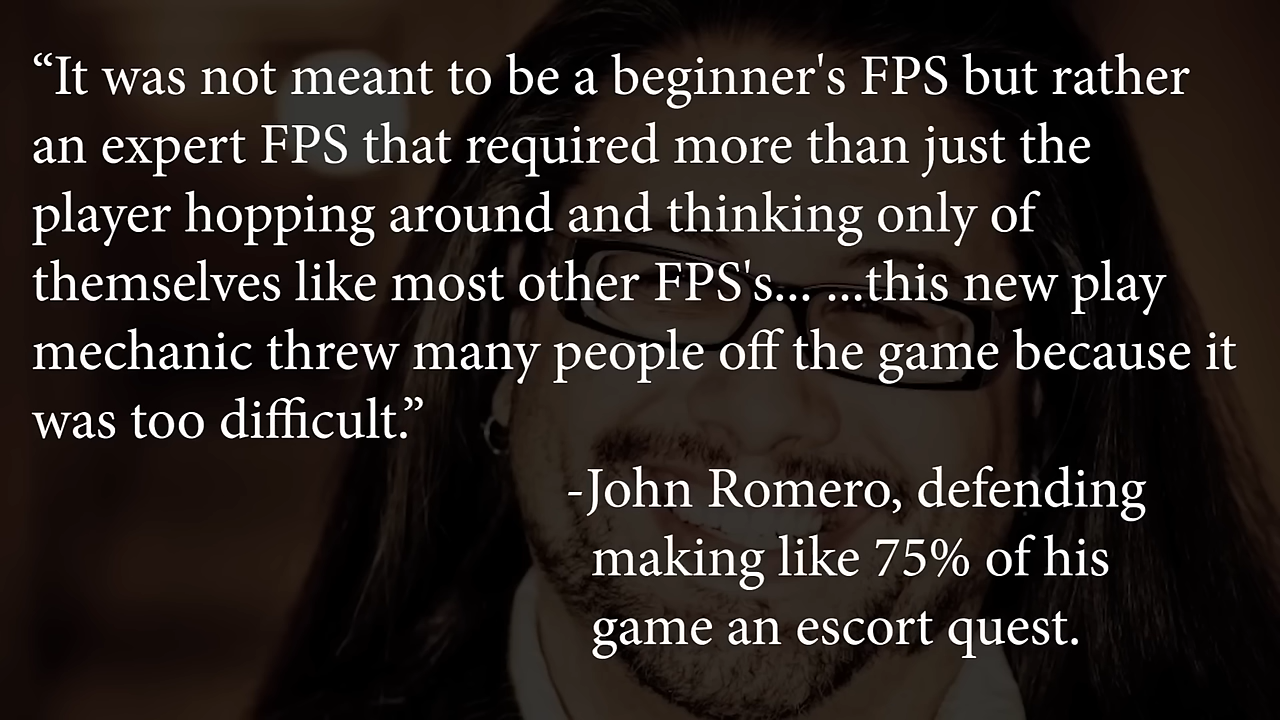 “It was not meant to be a beginner's FPS but rather
an expert FPS that required more than just the
player hopping around and thinking only of
themselves like most other FPS's... ...this new play
mechanic threw many people off the game because it
was too difficult.”
-John Romero, defending
making like 75% of his
game an escort quest.